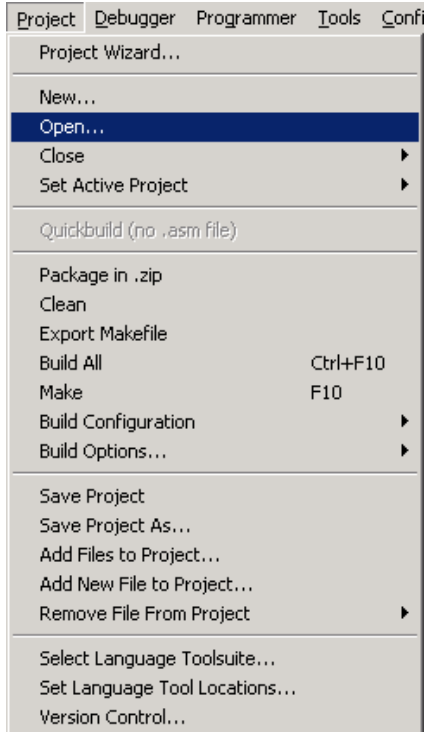 Project Debugger Programmer Tools Confi
Project Wizard...
New...
Open...
Close
Set Active Project
Quickbuild (no .asm file)
Package in .zip
Clean
Export Makefile
Build All Ctrl+F10
Make F10
Build Configuration
Build Options...
Save Project
Save Project As...
Add Files to Project...
Add New File to Project...
Remove File From Project
Select Language Toolsuite...
Set Language Tool Locations...
Version Control...